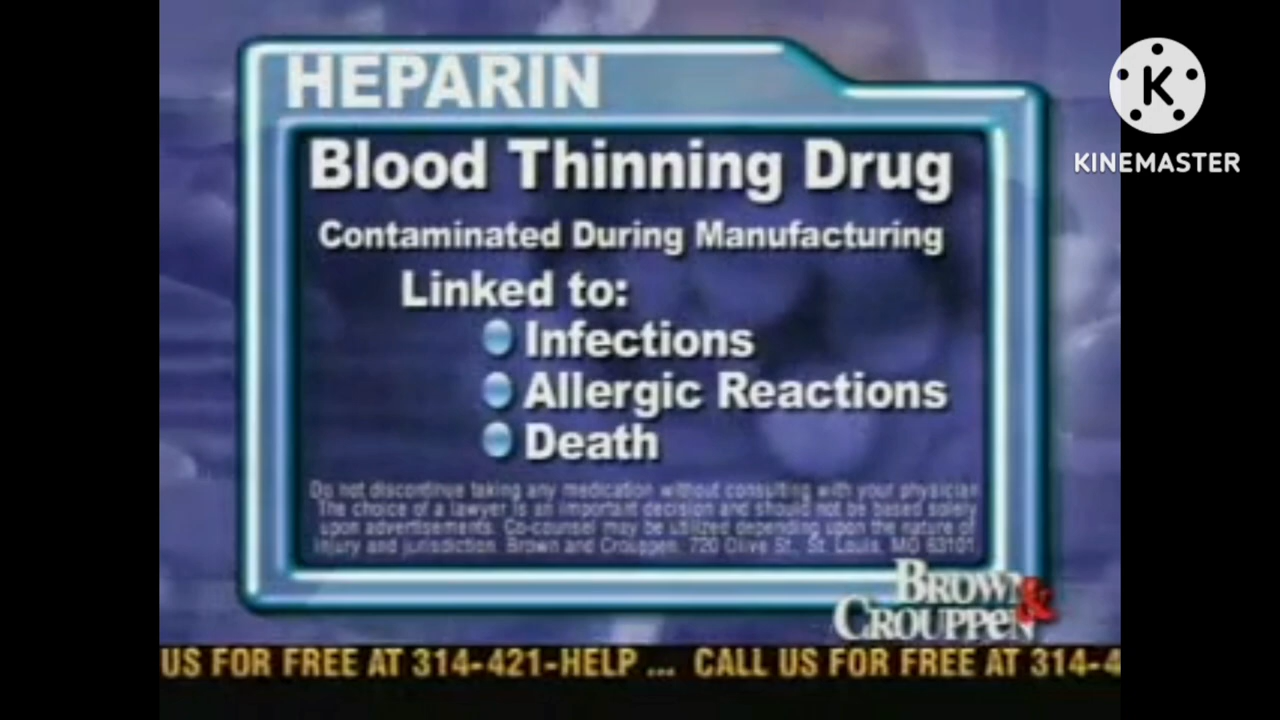 HEPARIN
K
KINEMASTER
Blood Thinning Drug
Contaminated During Manufacturing
Linked to:
Infections
Allergic Reactions
Death
Do not discontinue taking any medication without consulting with your physician
The choice of a lawyer is an important decision and should not be based solely
upon advertisements. Co-counsel may be utilized depending upon the nature of
injury and jurisdiction. Brown and Crouppen, 720 Olive St., St. Louis, MO 63101
BROWN &
CROUPPEN
US FOR FREE AT 314-421-HELP ... CALL US FOR FREE AT 314-4